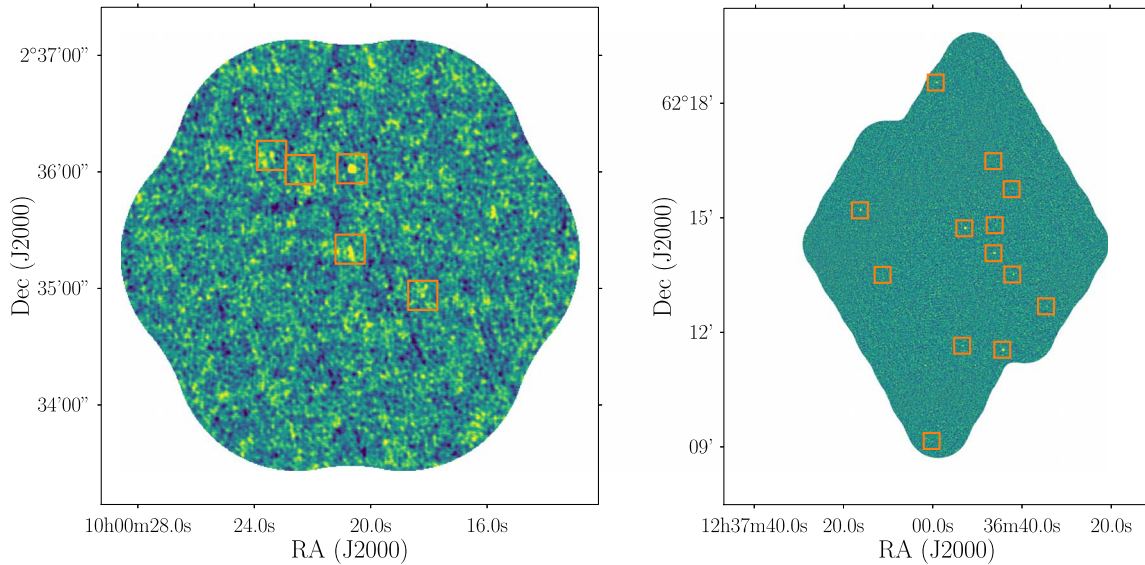 2°37′00″
36′00″
35′00″
34′00″
Dec (J2000)
10h00m28.0s 24.0s 20.0s 16.0s
RA (J2000)
62°18′
15′
12′
09′
Dec (J2000)
12h37m40.0s 20.0s 00.0s 36m40.0s 20.0s
RA (J2000)